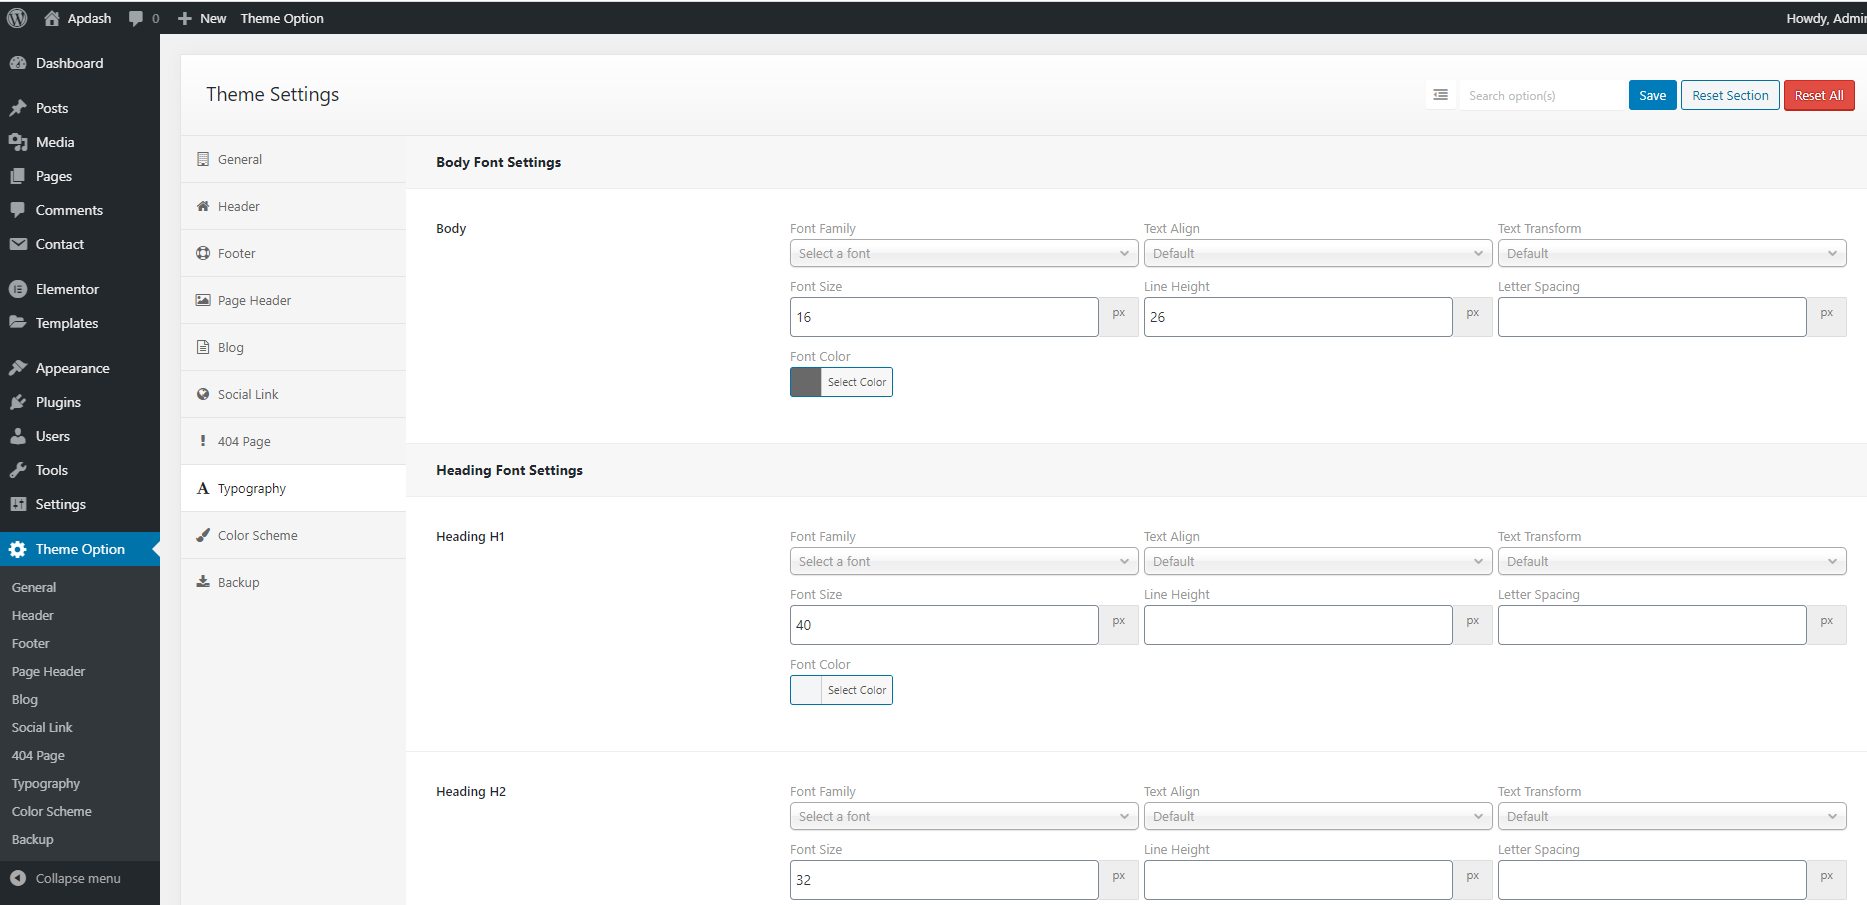 Apdash 0 New Theme Option Howdy, Admin
Dashboard
Posts
Media
Pages
Comments
Contact
Elementor
Templates
Appearance
Plugins
Users
Tools
Settings
Theme Option
General
Header
Footer
Page Header
Blog
Social Link
404 Page
Typography
Color Scheme
Backup
Collapse menu
Theme Settings
Search option(s) Save Reset Section Reset All
General
Header
Footer
Page Header
Blog
Social Link
404 Page
Typography
Color Scheme
Backup
Body Font Settings
Body
Font Family Text Align Text Transform
Select a font Default Default
Font Size Line Height Letter Spacing
16 px 26 px px
Font Color
Select Color
Heading Font Settings
Heading H1
Font Family Text Align Text Transform
Select a font Default Default
Font Size Line Height Letter Spacing
40 px px px
Font Color
Select Color
Heading H2
Font Family Text Align Text Transform
Select a font Default Default
Font Size Line Height Letter Spacing
32 px px px